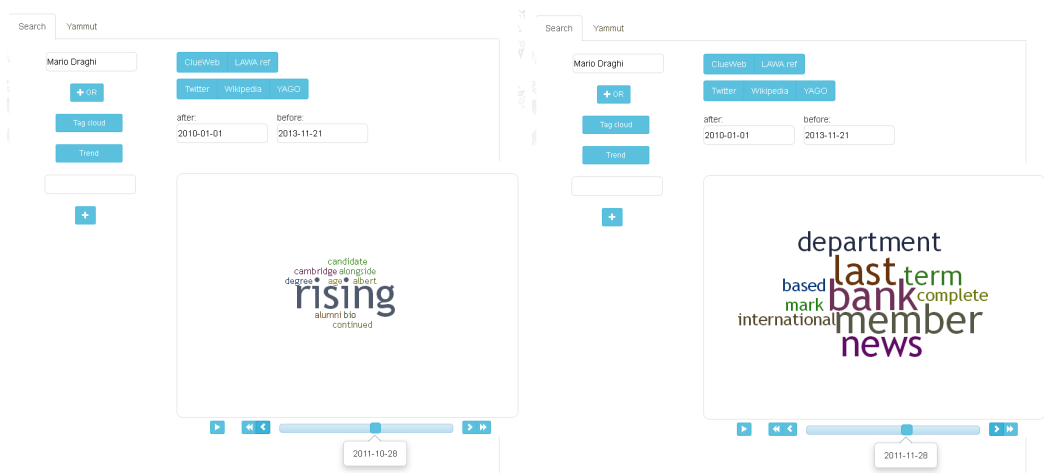 Search Yammut
Mario Draghi
ClueWeb LAWA ref
+ OR
Twitter Wikipedia YAGO
Tag cloud
after: before:
2010-01-01 2013-11-21
Trend
+
candidate
cambridge alongside
degree age albert
rising
alumni bio
continued
2011-10-28
Search Yammut
Mario Draghi
ClueWeb LAWA ref
+ OR
Twitter Wikipedia YAGO
Tag cloud
after: before:
2010-01-01 2013-11-21
Trend
+
department
last term
based bank complete
mark
international member
news
2011-11-28